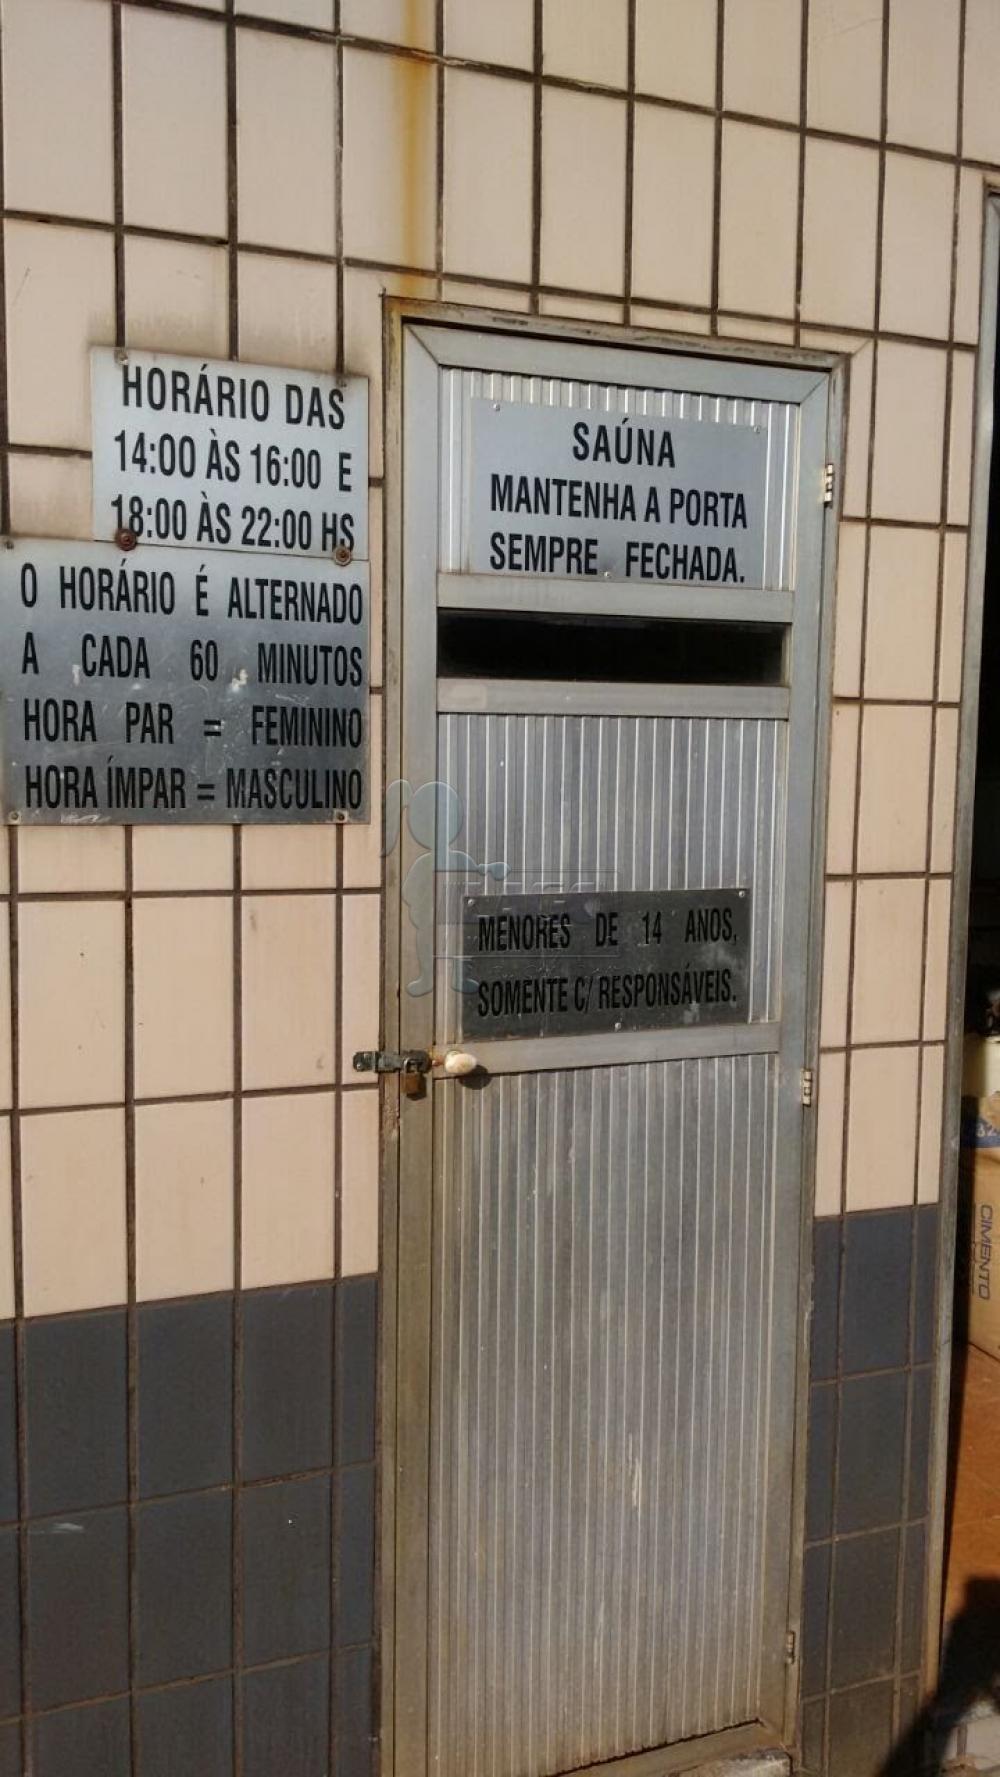 HORÁRIO DAS
14:00 ÀS 16:00 E
18:00 ÀS 22:00 HS
O HORÁRIO É ALTERNADO
A CADA 60 MINUTOS
HORA PAR = FEMININO
HORA ÍMPAR = MASCULINO
SAÚNA
MANTENHA A PORTA
SEMPRE FECHADA.
MENORES DE 14 ANOS,
SOMENTE C/ RESPONSÁVEIS.
32
CIMENTO